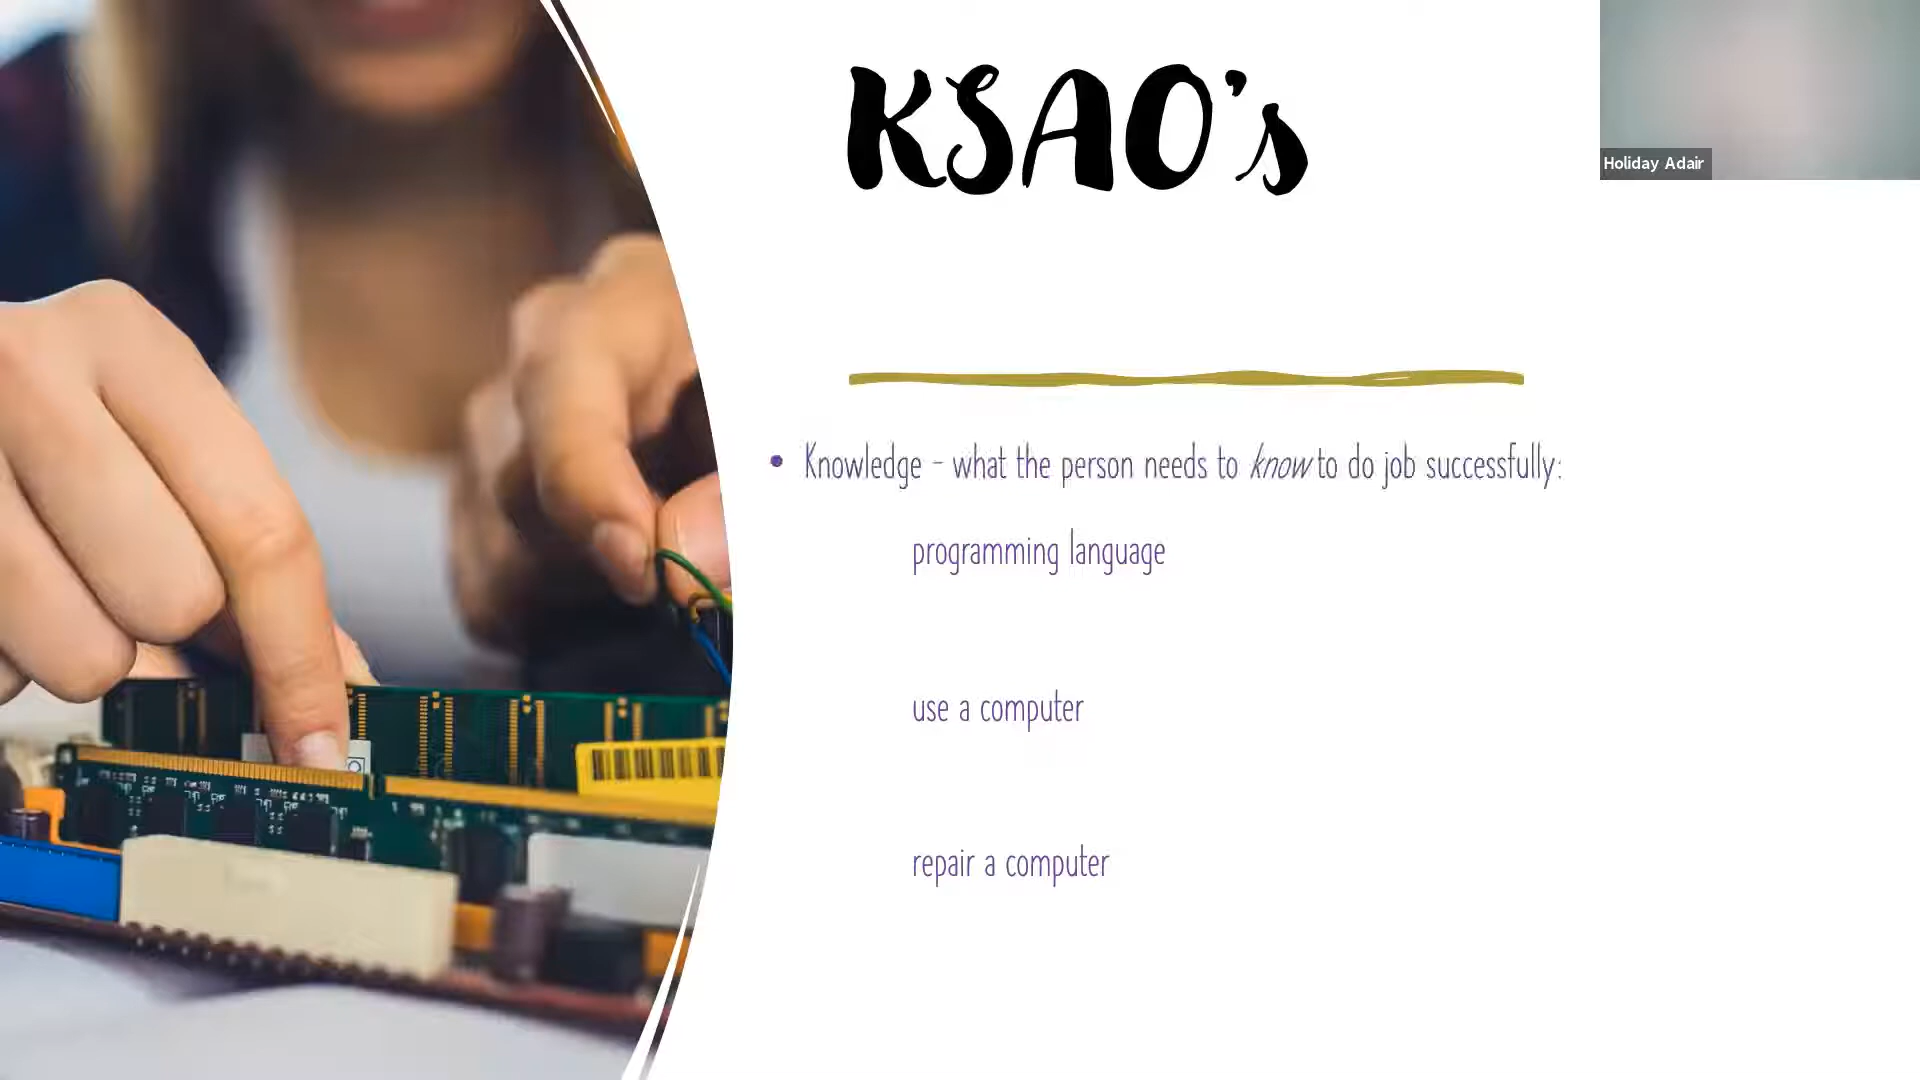 KSAO's
Holiday Adair
Knowledge - what the person needs to know to do job successfully:
programming language
use a computer
repair a computer